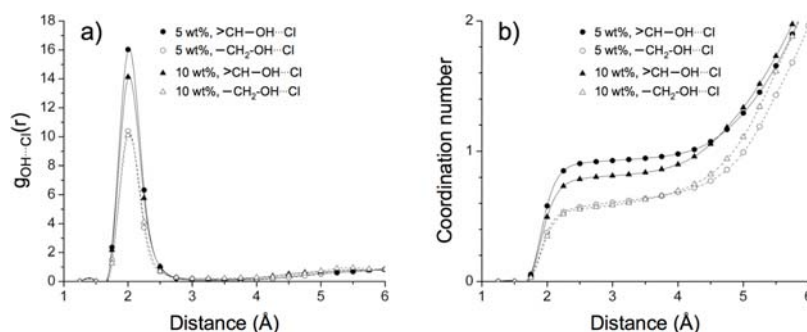 a)
5 wt%, >CH—OH···Cl
5 wt%, —CH₂-OH···Cl
10 wt%, >CH—OH···Cl
10 wt%, —CH₂-OH···Cl
g_OH···Cl(r)
18
16
14
12
10
8
6
4
2
0
1 2 3 4 5 6
Distance (Å)
b)
5 wt%, >CH—OH···Cl
5 wt%, —CH₂-OH···Cl
10 wt%, >CH—OH···Cl
10 wt%, —CH₂-OH···Cl
Coordination number
2
1
0
1 2 3 4 5 6
Distance (Å)